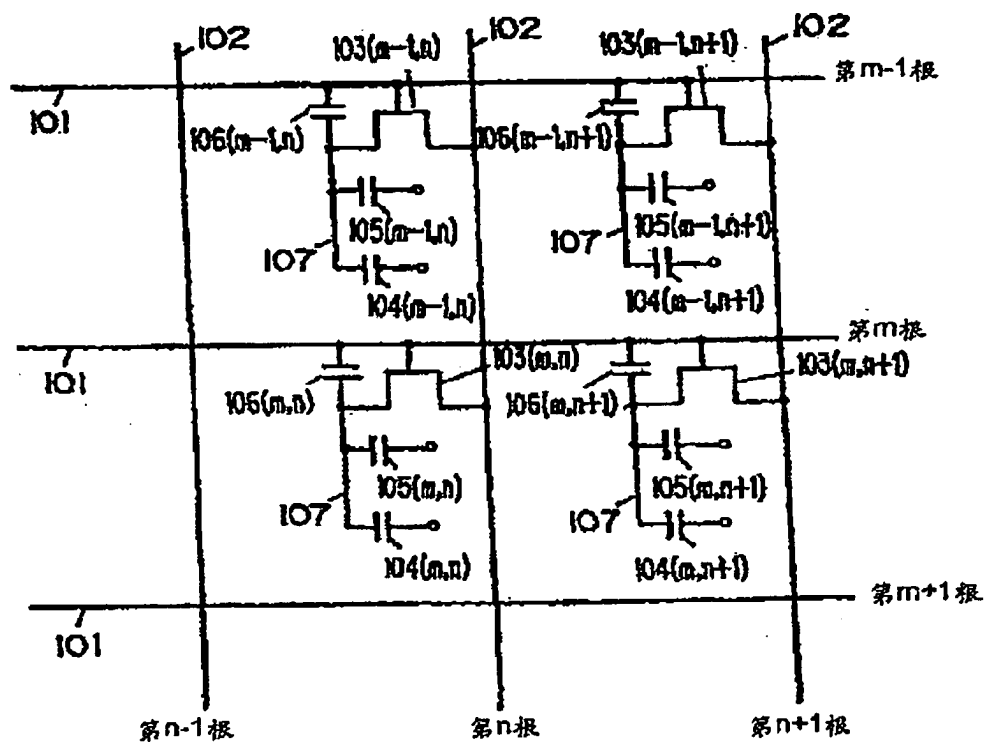 102
102
102
103(m-1,n)
103(m-1,n+1)
第m-1根
101
106(m-1,n)
106(m-1,n+1)
105(m-1,n)
105(m-1,n+1)
107
107
104(m-1,n)
104(m-1,n+1)
第m根
101
103(m,n)
103(m,n+1)
106(m,n)
106(m,n+1)
105(m,n)
105(m,n+1)
107
107
104(m,n)
104(m,n+1)
第m+1根
101
第n-1根
第n根
第n+1根